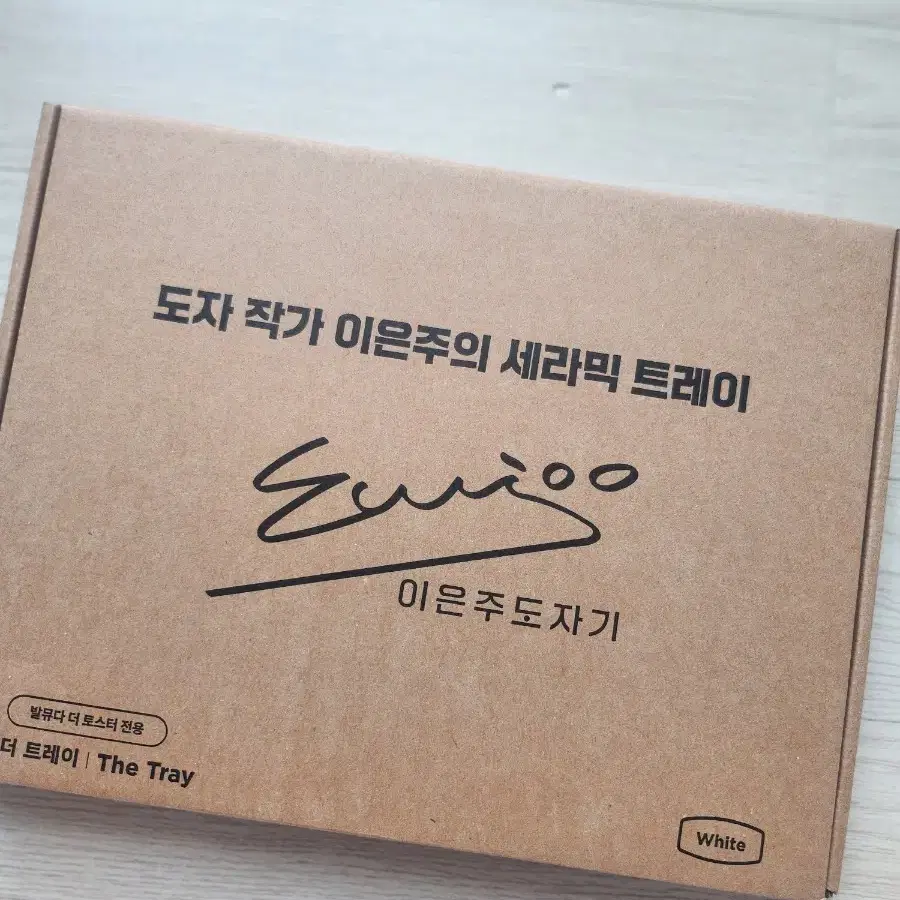 도자 작가 이은주의 세라믹 트레이
이은주도자기
발뮤다 더 토스터 전용
더 트레이 | The Tray
White